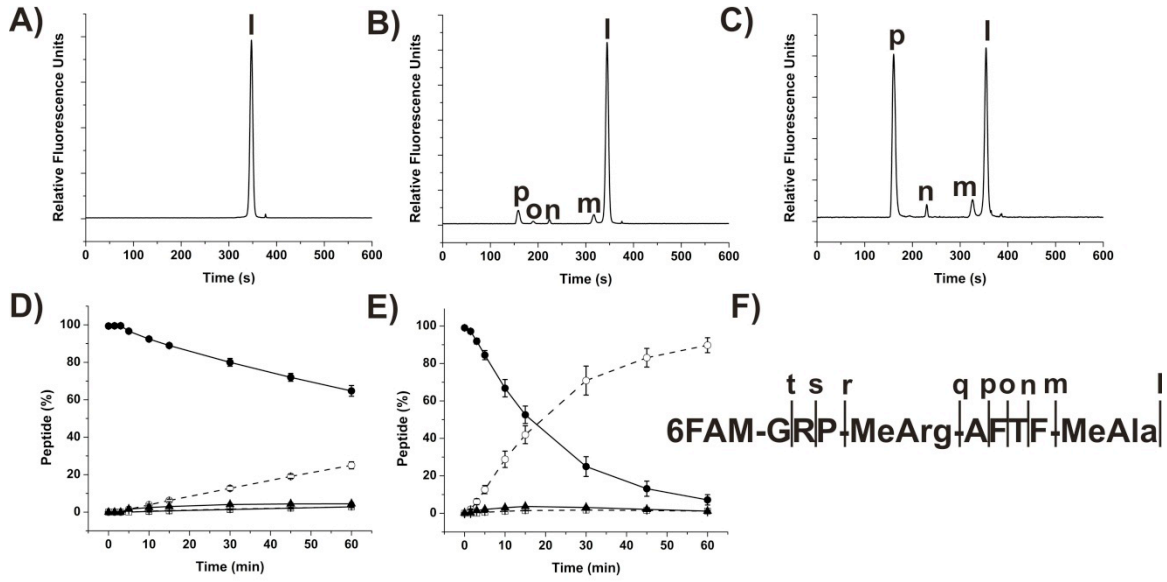 A)
l
Relative Fluorescence Units
0 100 200 300 400 500 600
Time (s)
B)
l
p o n m
Relative Fluorescence Units
0 100 200 300 400 500 600
Time (s)
C)
p n m l
Relative Fluorescence Units
0 100 200 300 400 500 600
Time (s)
D)
Peptide (%)
100
80
60
40
20
0
0 10 20 30 40 50 60
Time (min)
E)
Peptide (%)
100
80
60
40
20
0
0 10 20 30 40 50 60
Time (min)
F)
t s r q p o n m l
6FAM-GRP-MeArg-AFTF-MeAla